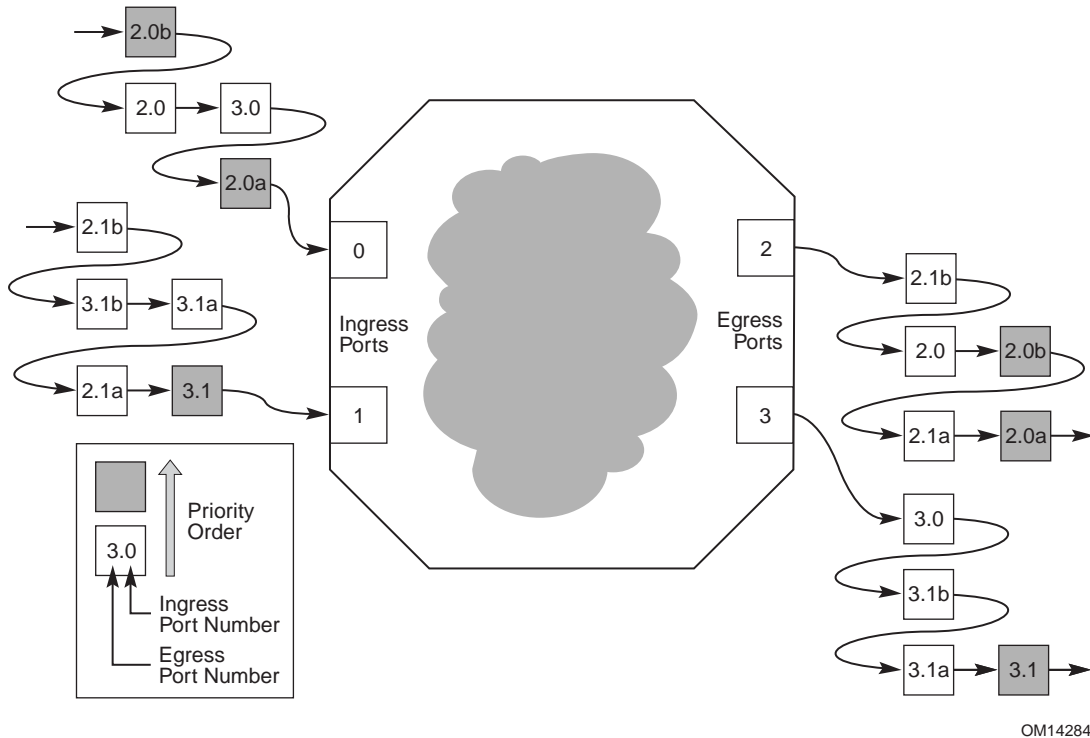 2.0b
2.0 3.0
2.0a
2.1b
3.1b 3.1a
2.1a 3.1
0
Ingress
Ports
1
2
Egress
Ports
3
2.1b
2.0 2.0b
2.1a 2.0a
3.0
3.1b
3.1a 3.1
Priority
Order
3.0
Ingress
Port Number
Egress
Port Number
OM14284